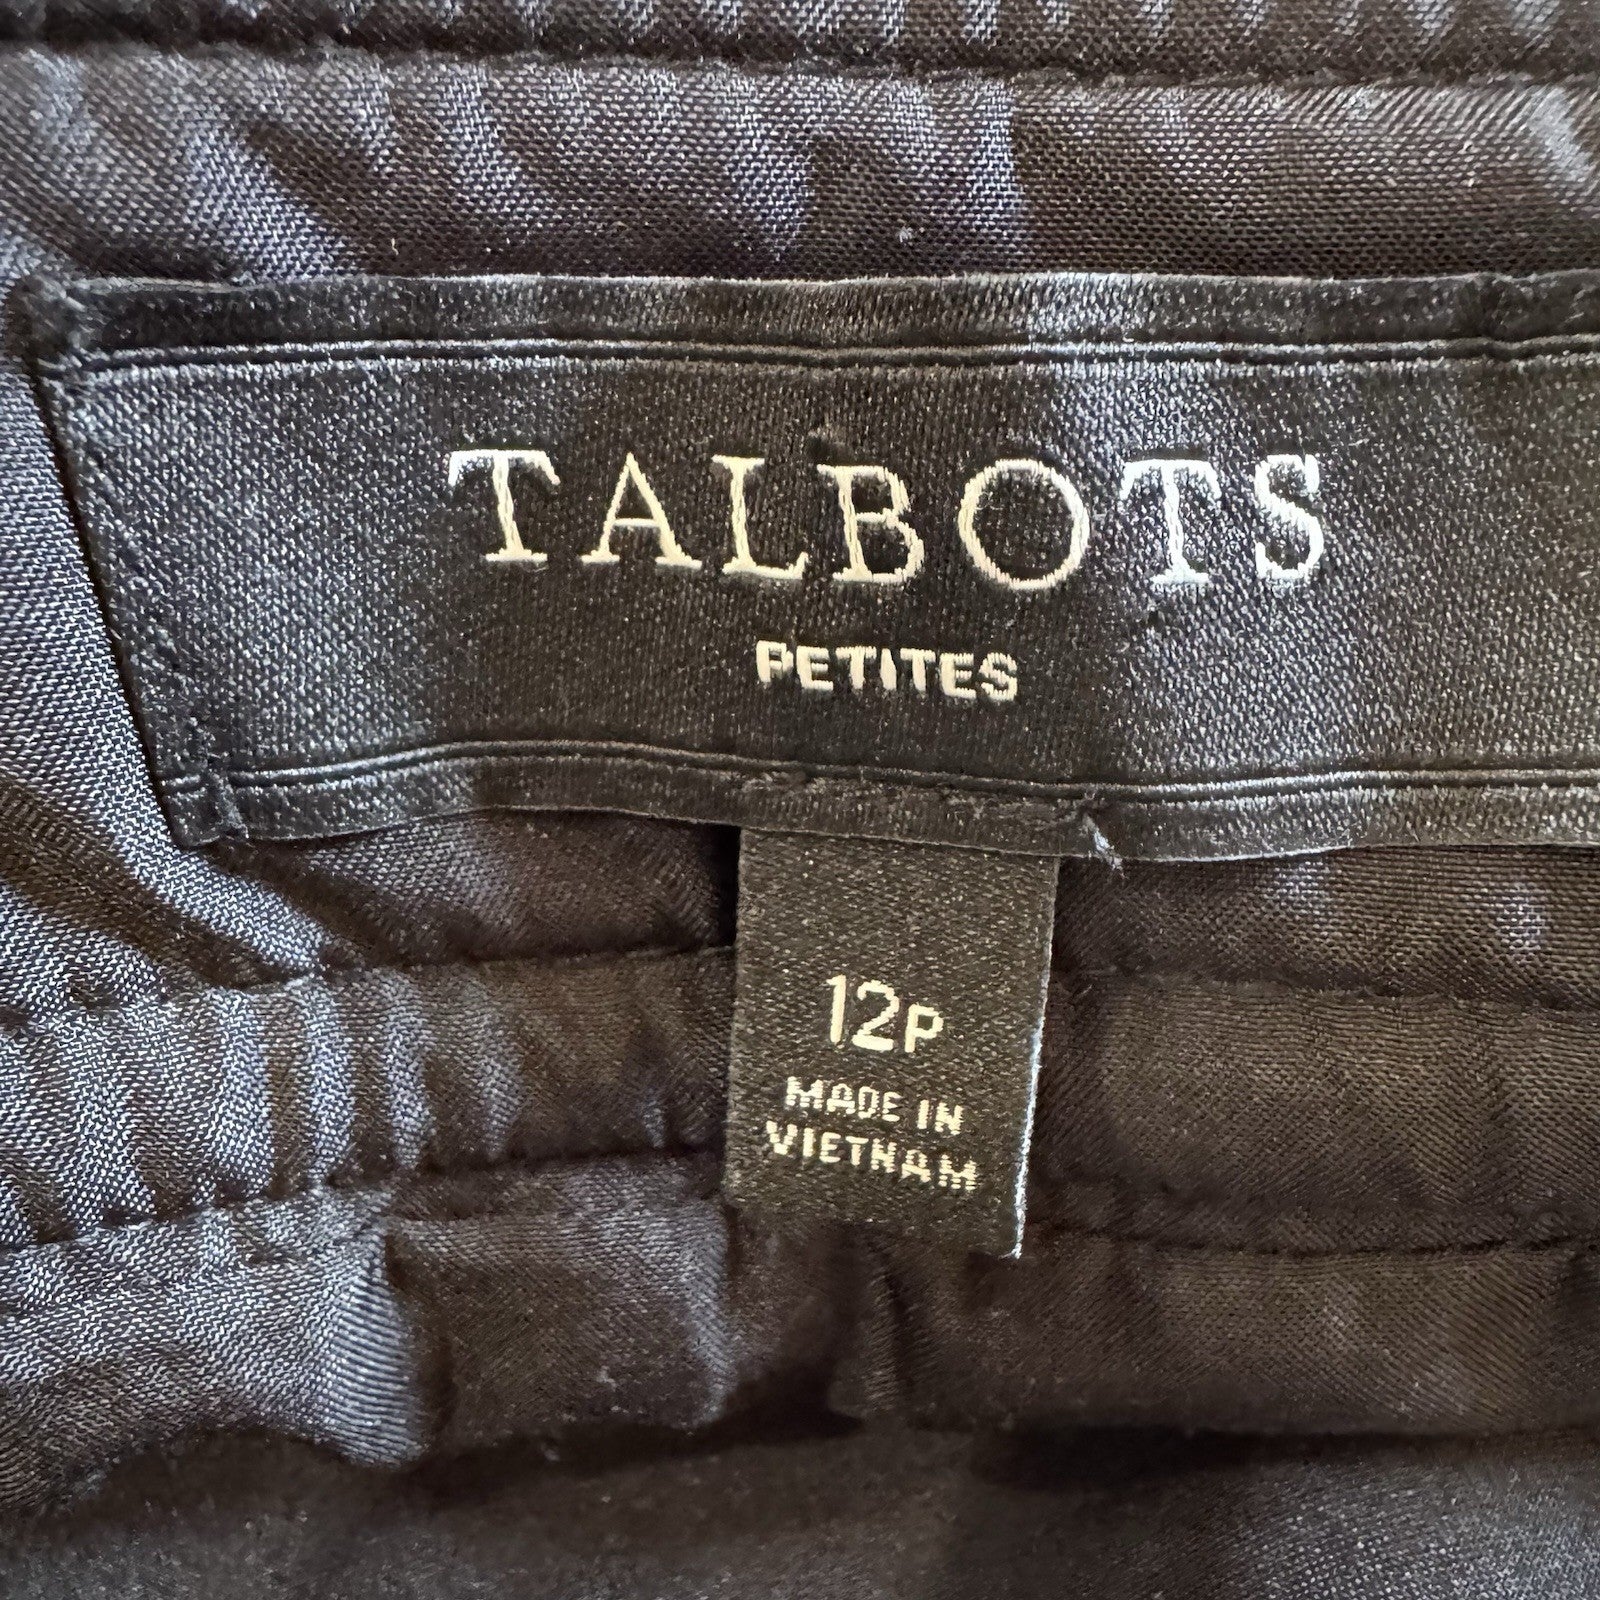 TALBOTS
PETITES
12P
MADE IN
VIETNAM